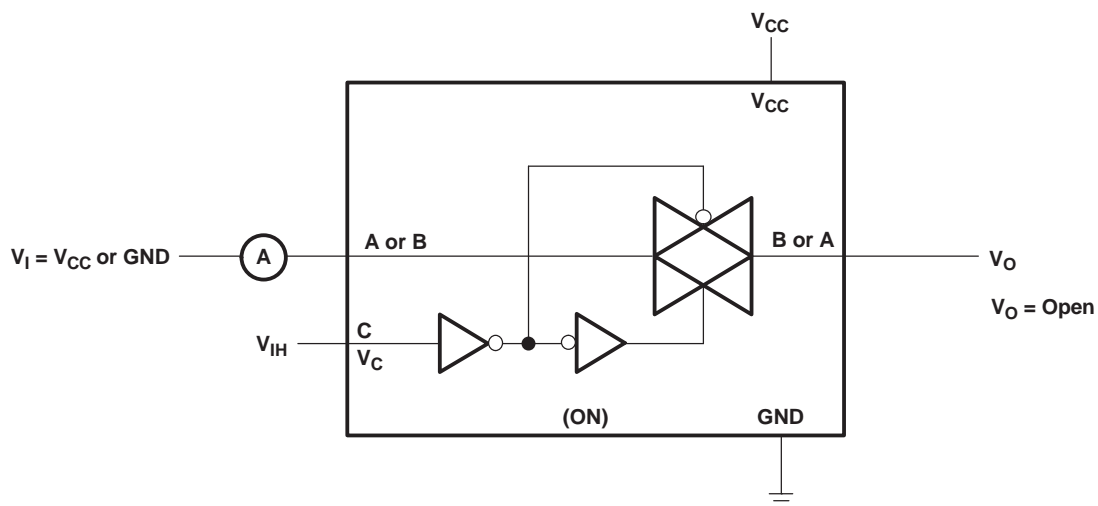 VCC
VCC
VI = VCC or GND
A
A or B
B or A
VO
VO = Open
VIH
C
VC
(ON)
GND